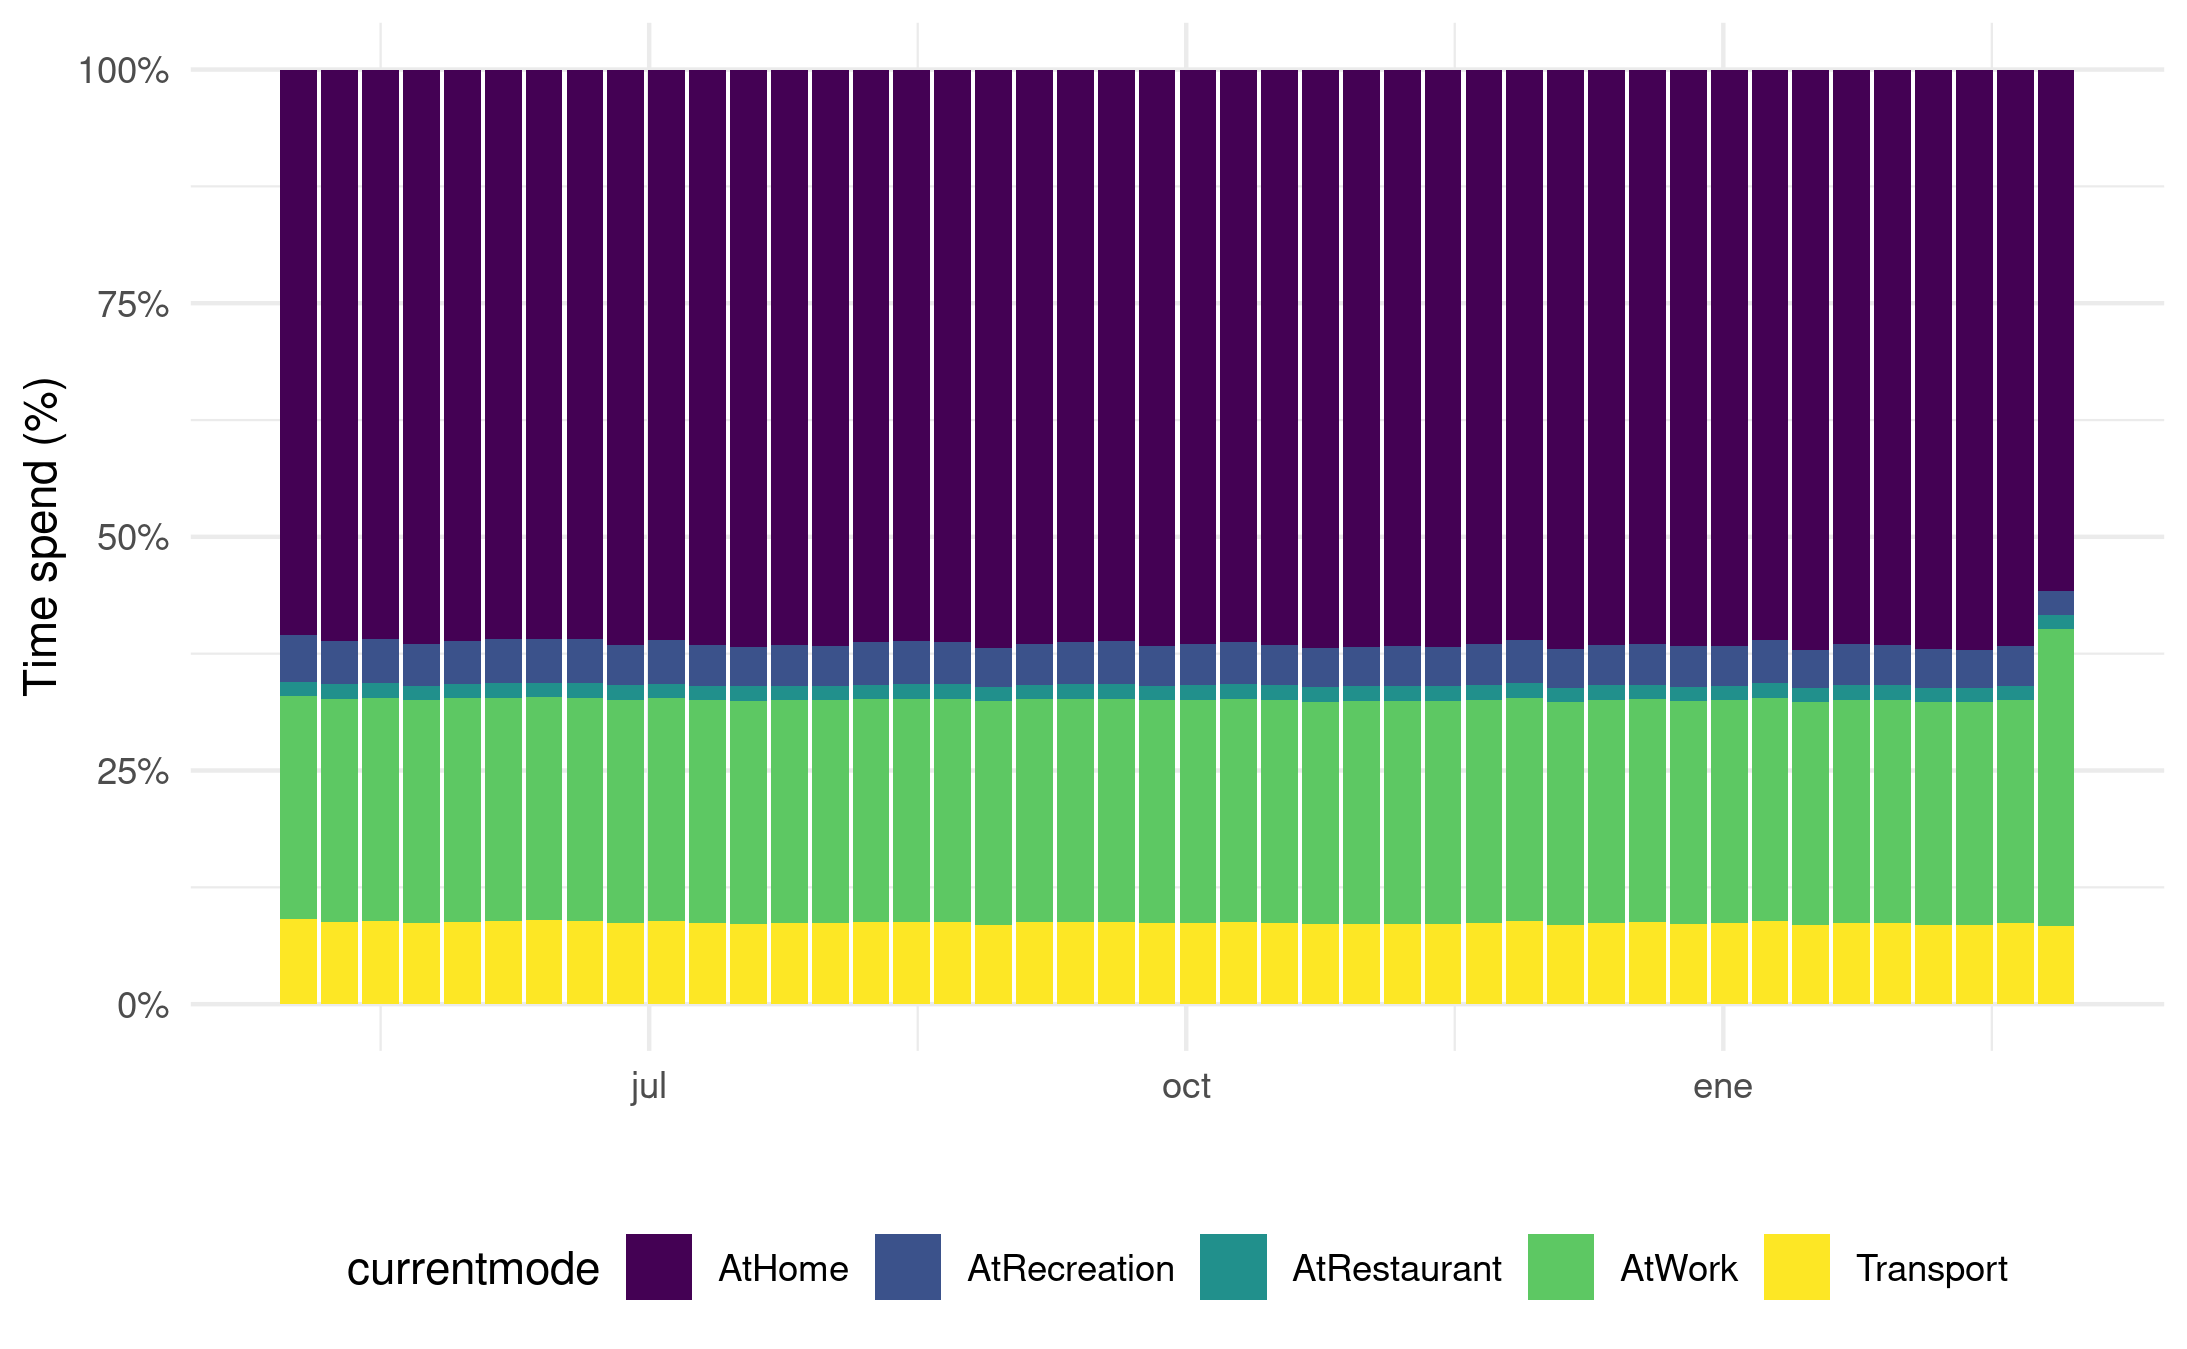 Time spend (%)
100%
75%
50%
25%
0%
jul oct ene
currentmode AtHome AtRecreation AtRestaurant AtWork Transport